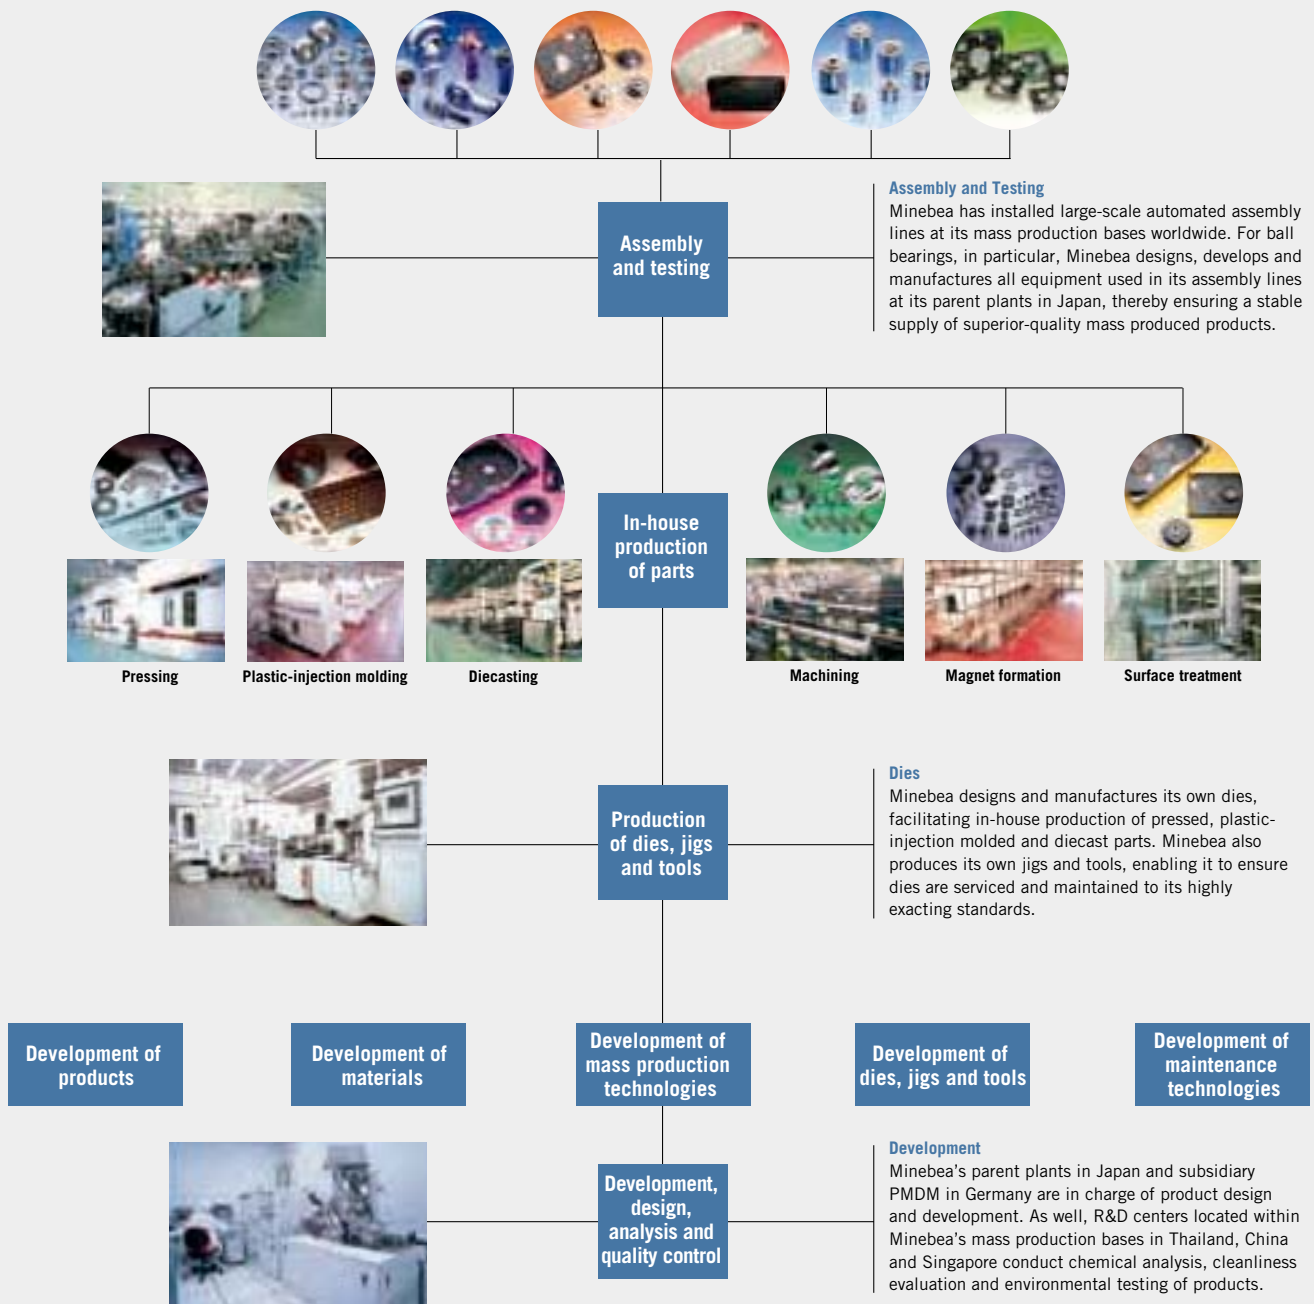 Assembly
and testing
Assembly and Testing
Minebea has installed large-scale automated assembly
lines at its mass production bases worldwide. For ball
bearings, in particular, Minebea designs, develops and
manufactures all equipment used in its assembly lines
at its parent plants in Japan, thereby ensuring a stable
supply of superior-quality mass produced products.
In-house
production
of parts
Pressing
Plastic-injection molding
Diecasting
Machining
Magnet formation
Surface treatment
Production
of dies, jigs
and tools
Dies
Minebea designs and manufactures its own dies,
facilitating in-house production of pressed, plastic-
injection molded and diecast parts. Minebea also
produces its own jigs and tools, enabling it to ensure
dies are serviced and maintained to its highly
exacting standards.
Development of
products
Development of
materials
Development of
mass production
technologies
Development of
dies, jigs and tools
Development of
maintenance
technologies
Development,
design,
analysis and
quality control
Development
Minebea's parent plants in Japan and subsidiary
PMDM in Germany are in charge of product design
and development. As well, R&D centers located within
Minebea's mass production bases in Thailand, China
and Singapore conduct chemical analysis, cleanliness
evaluation and environmental testing of products.